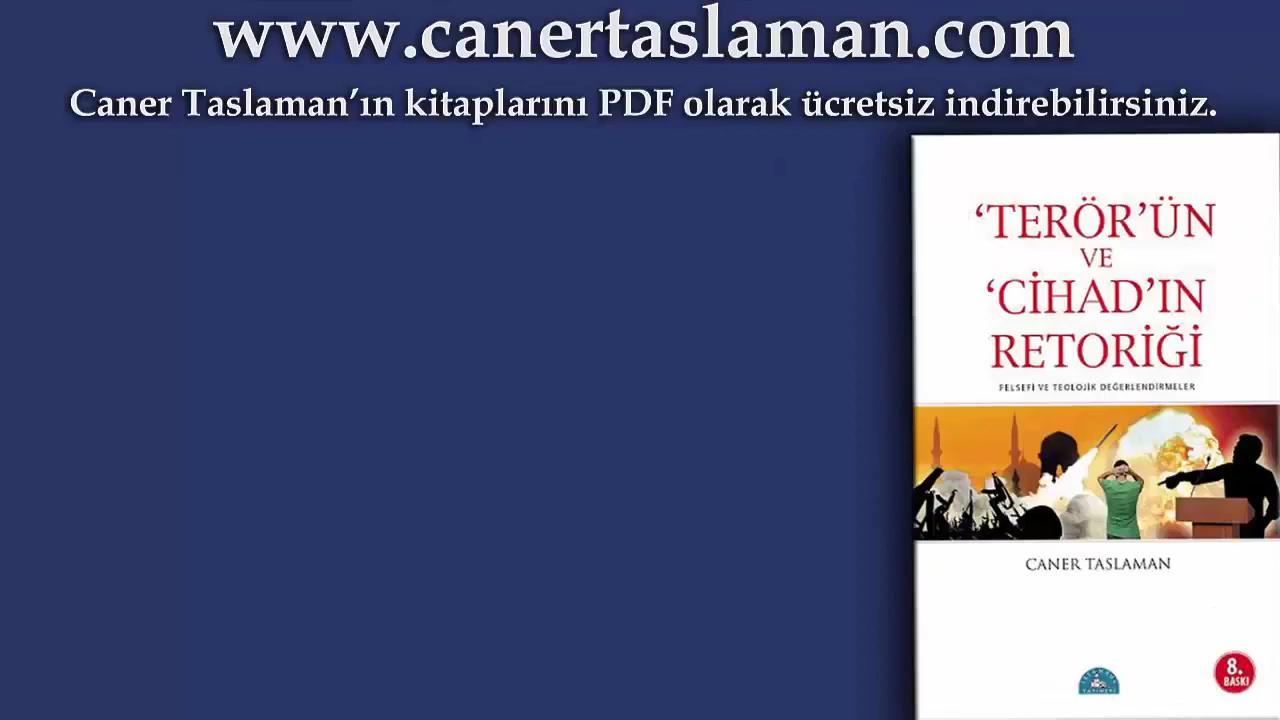 www.canertaslaman.com
Caner Taslaman’ın kitaplarını PDF olarak ücretsiz indirebilirsiniz.
‘TERÖR’ÜN
VE
‘CİHAD’IN
RETORİĞİ
FELSEFİ VE TEOLOJİK DEĞERLENDİRMELER
CANER TASLAMAN
8.
BASKI